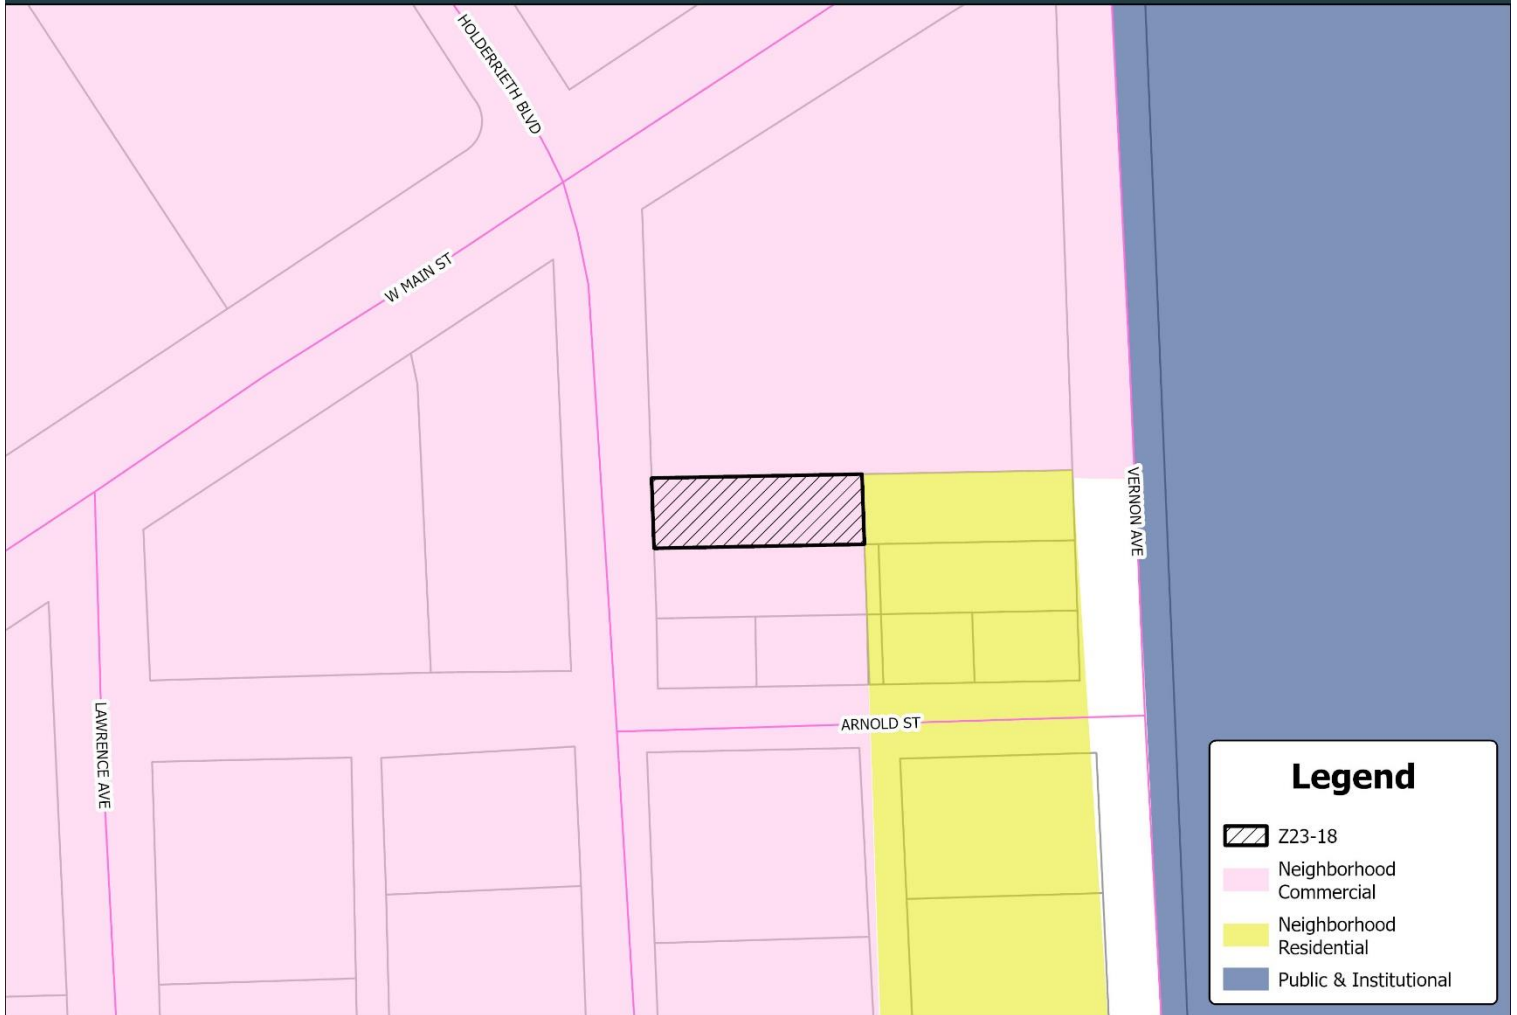 HOLDERRIETH BLVD
W MAIN ST
VERNON AVE
LAWRENCE AVE
ARNOLD ST
Legend
Z23-18
Neighborhood
Commercial
Neighborhood
Residential
Public & Institutional